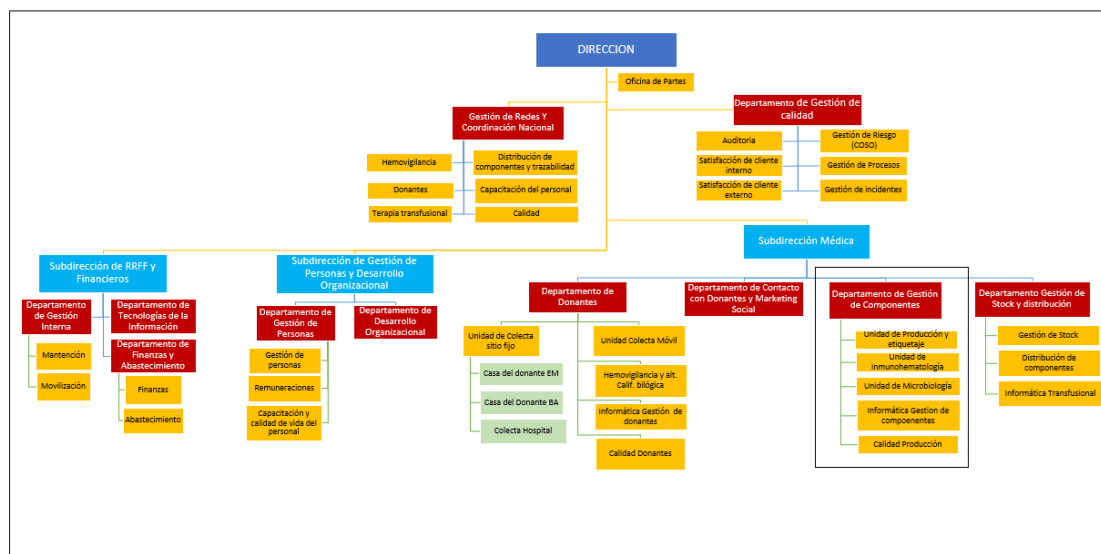 DIRECCION
Oficina de Partes
Gestión de Redes Y
Coordinación Nacional
Hemovigilancia
Distribución de
componentes y trazabilidad
Donantes
Capacitación del personal
Terapia transfusional
Calidad
Departamento de Gestión de
calidad
Auditoria
Gestión de Riesgo
(COSO)
Satisfacción de cliente
interno
Gestión de Procesos
Satisfacción de cliente
externo
Gestión de incidentes
Subdirección de RRFF y
Financieros
Departamento
de Gestión
Interna
Mantención
Movilización
Departamento de
Tecnologías de la
Información
Departamento de
Finanzas y
Abastecimiento
Finanzas
Abastecimiento
Subdirección de Gestión de
Personas y Desarrollo
Organizacional
Departamento
de Gestión de
Personas
Gestión de
personas
Remuneraciones
Capacitación y
calidad de vida del
personal
Departamento de
Desarrollo
Organizacional
Subdirección Médica
Departamento de
Donantes
Unidad de Colecta
sitio fijo
Casa del donante EM
Casa del Donante BA
Colecta Hospital
Unidad Colecta Móvil
Hemovigilancia y alt.
Calif. bilógica
Informática Gestión de
donantes
Calidad Donantes
Departamento de Contacto
con Donantes y Marketing
Social
Departamento de Gestión
de Componentes
Unidad de Producción y
etiquetaje
Unidad de
Inmunohematología
Unidad de Microbiología
Informática Gestion de
compoenentes
Calidad Producción
Departamento Gestión de
Stock y distribución
Gestión de Stock
Distribución de
componentes
Informática Transfusional